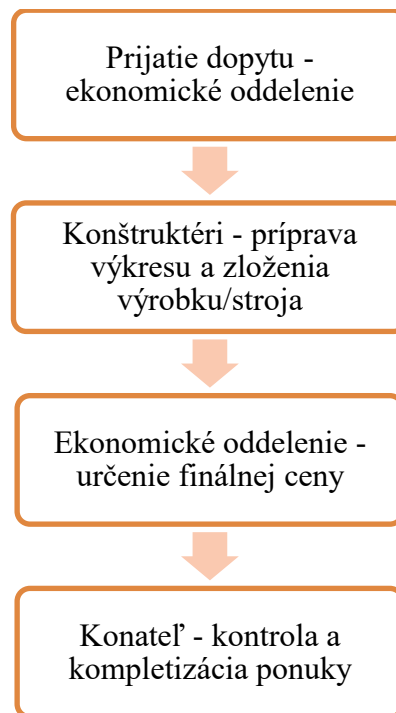 Prijatie dopytu -
ekonomické oddelenie
Konštruktéri - príprava
výkresu a zloženia
výrobku/stroja
Ekonomické oddelenie -
určenie finálnej ceny
Konateľ - kontrola a
kompletizácia ponuky